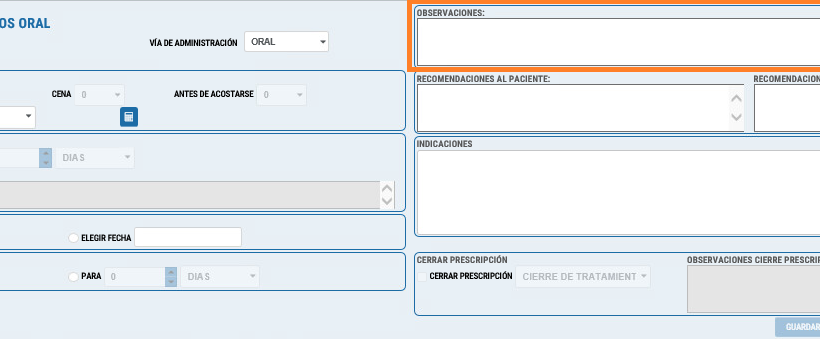 OS ORAL
VÍA DE ADMINISTRACIÓN ORAL
CENA 0 ANTES DE ACOSTARSE 0
DIAS
ELEGIR FECHA
PARA 0 DIAS
OBSERVACIONES:
RECOMENDACIONES AL PACIENTE: RECOMENDACION
INDICACIONES
CERRAR PRESCRIPCIÓN OBSERVACIONES CIERRE PRESCRIP
CERRAR PRESCRIPCIÓN CIERRE DE TRATAMIENT
GUARDAR